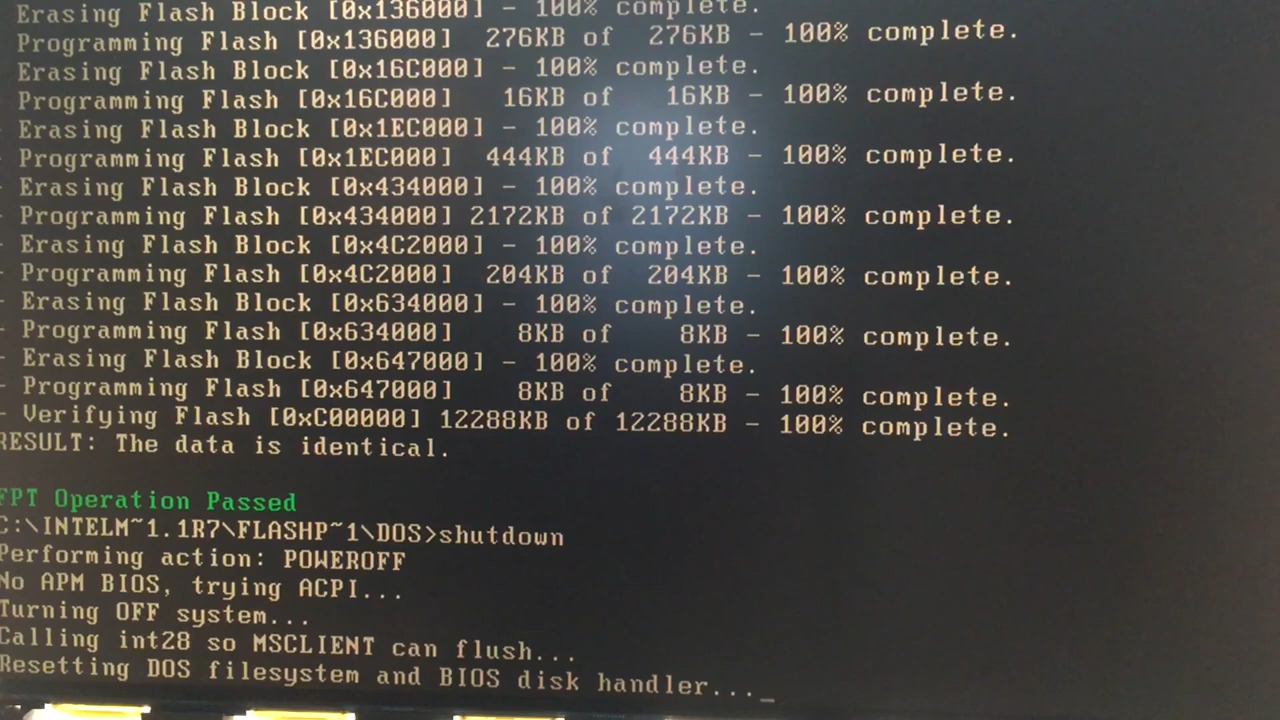 Erasing Flash Block [0x136000] - 100% complete.
Programming Flash [0x136000]  276KB of  276KB - 100% complete.
Erasing Flash Block [0x16C000] - 100% complete.
Programming Flash [0x16C000]   16KB of   16KB - 100% complete.
- Erasing Flash Block [0x1EC000] - 100% complete.
- Programming Flash [0x1EC000]  444KB of  444KB - 100% complete.
- Erasing Flash Block [0x434000] - 100% complete.
- Programming Flash [0x434000] 2172KB of 2172KB - 100% complete.
- Erasing Flash Block [0x4C2000] - 100% complete.
- Programming Flash [0x4C2000]  204KB of  204KB - 100% complete.
- Erasing Flash Block [0x634000] - 100% complete.
- Programming Flash [0x634000]    8KB of    8KB - 100% complete.
- Erasing Flash Block [0x647000] - 100% complete.
- Programming Flash [0x647000]    8KB of    8KB - 100% complete.
- Verifying Flash [0xC00000] 12288KB of 12288KB - 100% complete.
RESULT: The data is identical.
FPT Operation Passed
C:\INTELM~1.1R7\FLASHP~1\DOS>shutdown
Performing action: POWEROFF
No APM BIOS, trying ACPI...
Turning OFF system...
Calling int28 so MSCLIENT can flush...
Resetting DOS filesystem and BIOS disk handler..._